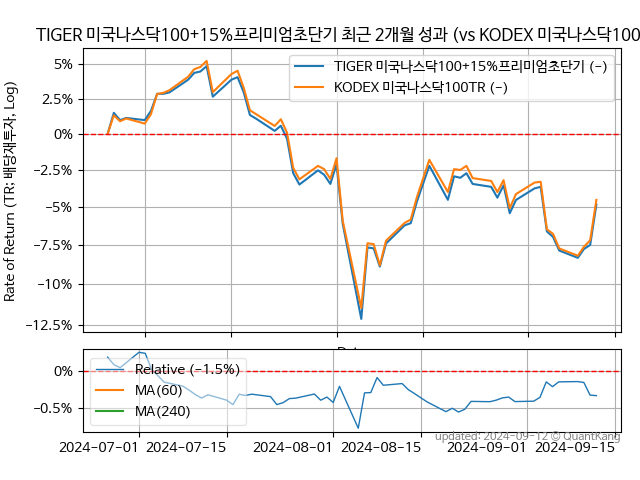 TIGER 미국나스닥100+15%프리미엄초단기 최근 2개월 성과 (vs KODEX 미국나스닥100
5%
2.5%
0%
−2.5%
−5%
−7.5%
−10%
−12.5%
Rate of Return (TR: 배당재투자, Log)
TIGER 미국나스닥100+15%프리미엄초단기 (−)
KODEX 미국나스닥100TR (−)
0%
−0.5%
Relative (−1.5%)
MA(60)
MA(240)
updated: 2024-09-12 © QuantKang
2024-07-01
2024-07-15
2024-08-01
2024-08-15
2024-09-01
2024-09-15